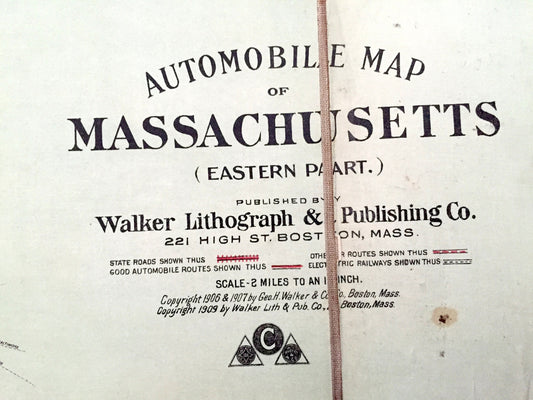 AUTOMOBILE MAP
OF
MASSACHUSETTS
( EASTERN PAART. )
PUBLISHED BY
Walker Lithograph & Publishing Co.
221 HIGH ST. BOSTON, MASS.
STATE ROADS SHOWN THUS OTHER ROUTES SHOWN THUS
GOOD AUTOMOBILE ROUTES SHOWN THUS ELECTRIC RAILWAYS SHOWN THUS
SCALE-2 MILES TO AN INCH.
Copyright 1906 & 1907 by Geo. H. Walker & Co. Boston, Mass.
Copyright 1909 by Walker Lith & Pub. Co., Boston, Mass.
C